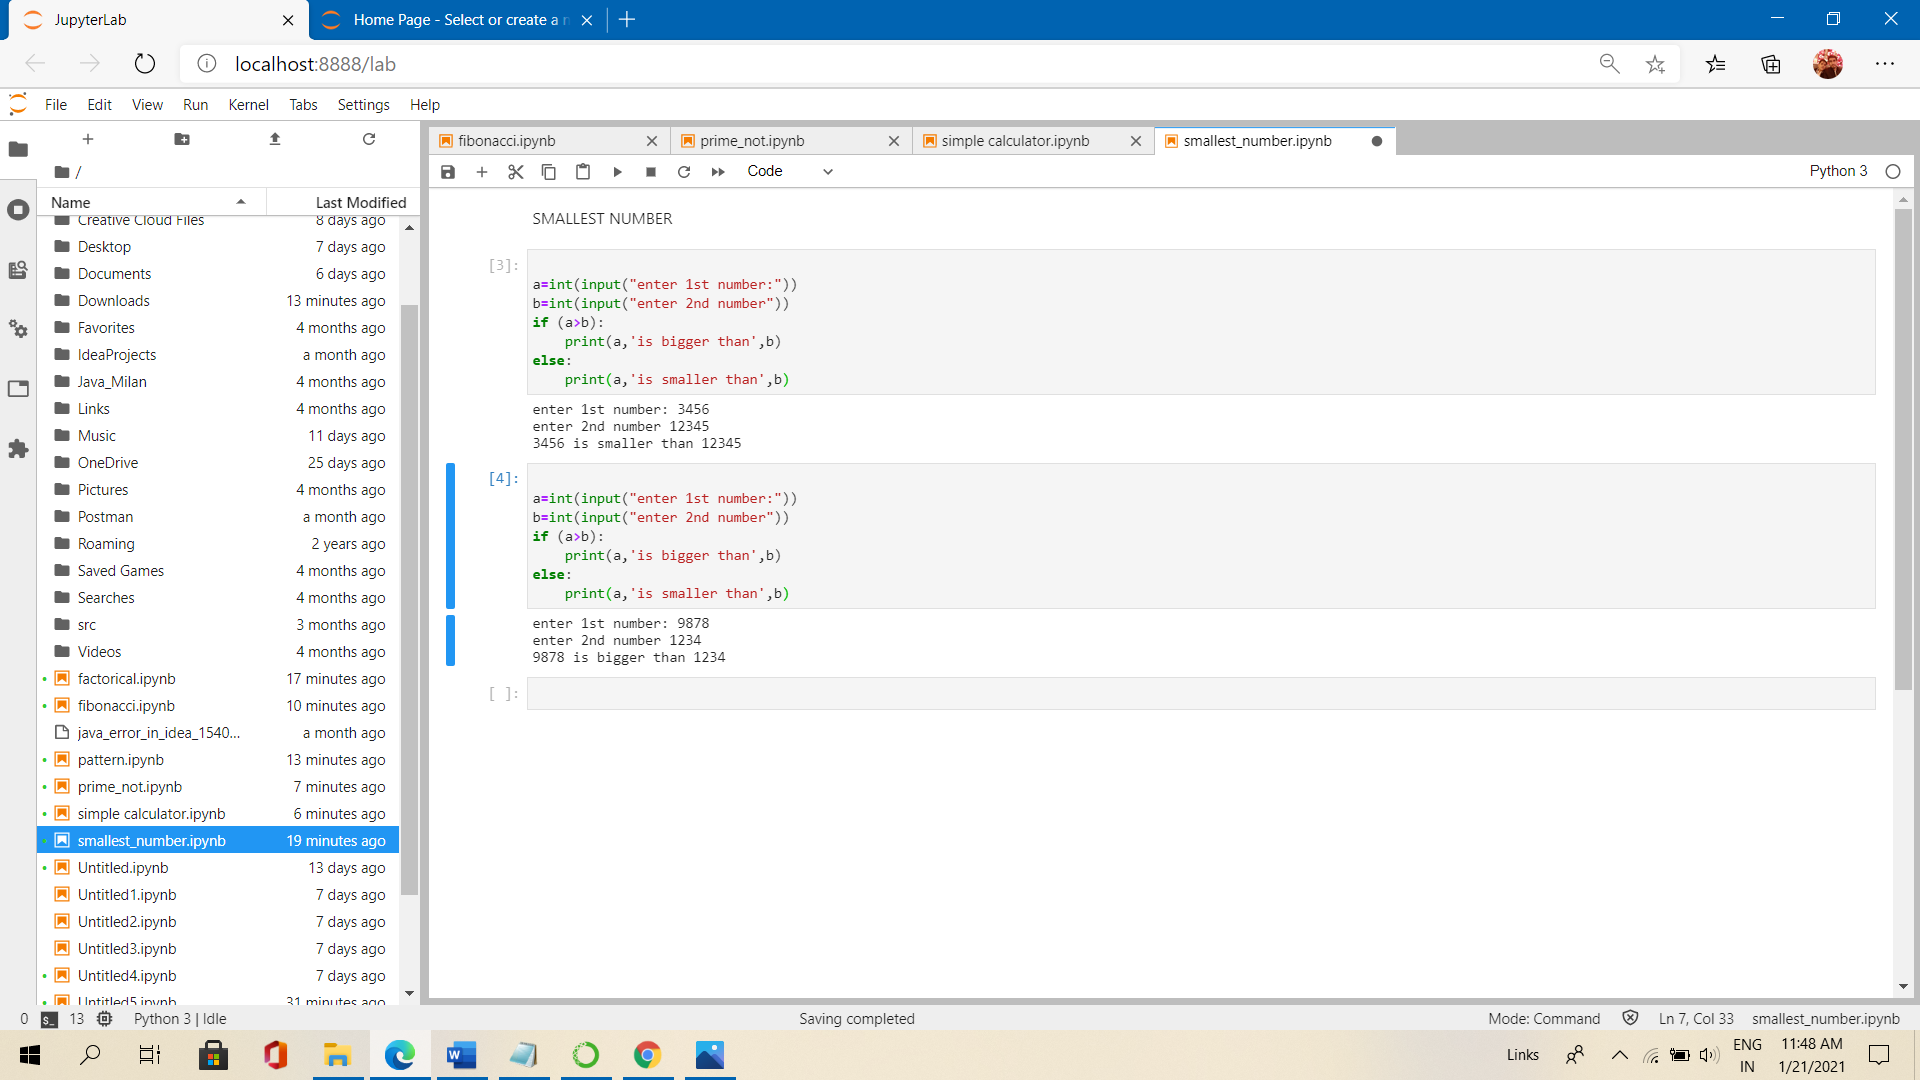 JupyterLab
Home Page - Select or create a n
localhost:8888/lab
File Edit View Run Kernel Tabs Settings Help
fibonacci.ipynb
prime_not.ipynb
simple calculator.ipynb
smallest_number.ipynb
/
Code
Python 3
Name Last Modified
Creative Cloud Files 8 days ago
Desktop 7 days ago
Documents 6 days ago
Downloads 13 minutes ago
Favorites 4 months ago
IdeaProjects a month ago
Java_Milan 4 months ago
Links 4 months ago
Music 11 days ago
OneDrive 25 days ago
Pictures 4 months ago
Postman a month ago
Roaming 2 years ago
Saved Games 4 months ago
Searches 4 months ago
src 3 months ago
Videos 4 months ago
factorical.ipynb 17 minutes ago
fibonacci.ipynb 10 minutes ago
java_error_in_idea_1540... a month ago
pattern.ipynb 13 minutes ago
prime_not.ipynb 7 minutes ago
simple calculator.ipynb 6 minutes ago
smallest_number.ipynb 19 minutes ago
Untitled.ipynb 13 days ago
Untitled1.ipynb 7 days ago
Untitled2.ipynb 7 days ago
Untitled3.ipynb 7 days ago
Untitled4.ipynb 7 days ago
Untitled5.ipynb 31 minutes ago
SMALLEST NUMBER
[3]:
a=int(input("enter 1st number:"))
b=int(input("enter 2nd number"))
if (a>b):
    print(a,'is bigger than',b)
else:
    print(a,'is smaller than',b)
enter 1st number: 3456
enter 2nd number 12345
3456 is smaller than 12345
[4]:
a=int(input("enter 1st number:"))
b=int(input("enter 2nd number"))
if (a>b):
    print(a,'is bigger than',b)
else:
    print(a,'is smaller than',b)
enter 1st number: 9878
enter 2nd number 1234
9878 is bigger than 1234
[ ]:
0 13 Python 3 | Idle Saving completed Mode: Command Ln 7, Col 33 smallest_number.ipynb
Links
ENG
IN
11:48 AM
1/21/2021